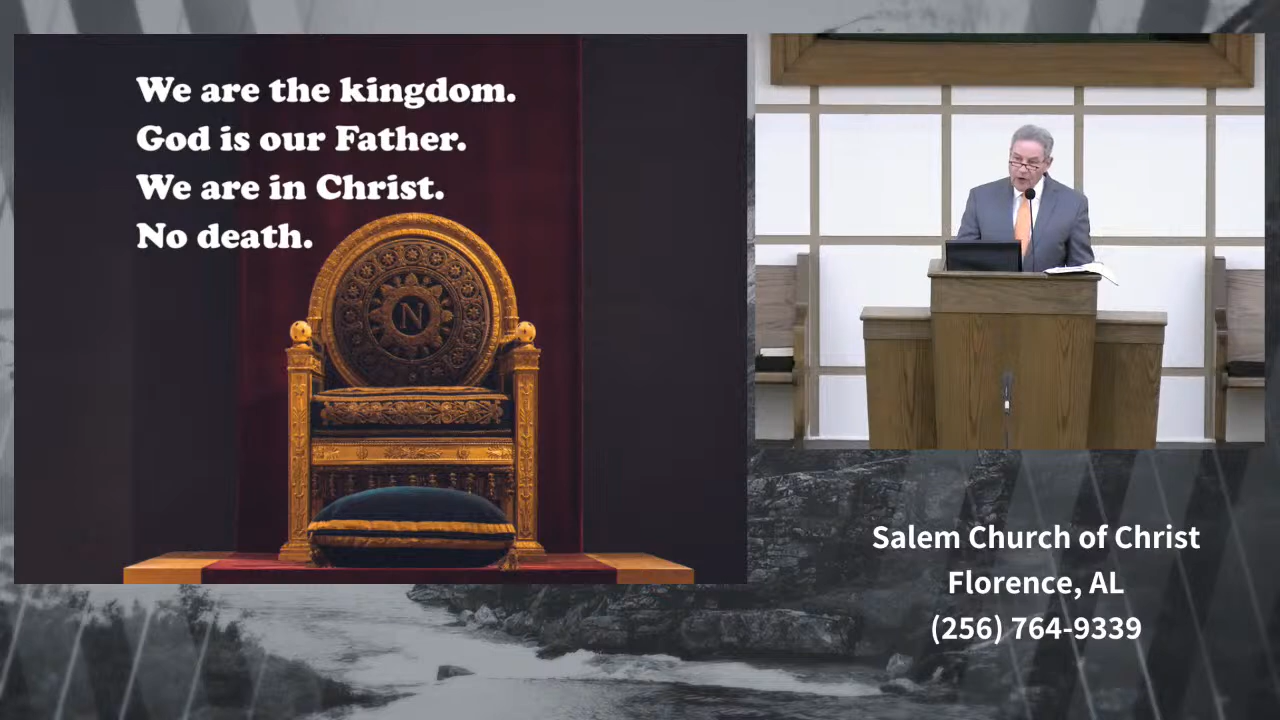 We are the kingdom.
God is our Father.
We are in Christ.
No death.
N
Salem Church of Christ
Florence, AL
(256) 764-9339